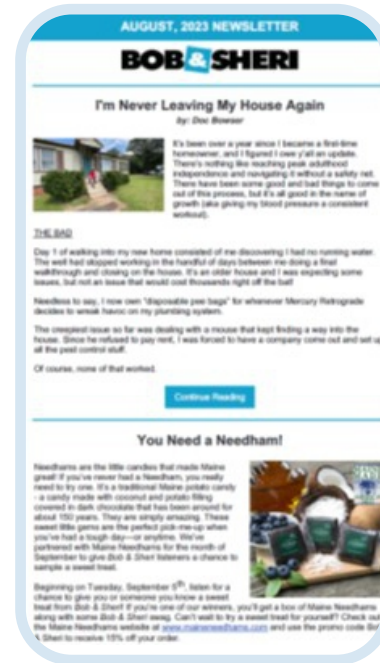 AUGUST, 2023 NEWSLETTER
BOB & SHERI
I'm Never Leaving My House Again
by: Doc Bowser
It's been over a year since I became a first-time
homeowner, and I figured I owe y'all an update.
There's nothing like reaching peak adulthood
independence and navigating it without a safety net.
There have been some good and bad things to come
out of this process, but it's all good in the name of
growth (aka giving my blood pressure a consistent
workout).
THE BAD
Day 1 of walking into my new home consisted of me discovering I had no running water.
The well had stopped working in the handful of days between me doing a final
walkthrough and closing on the house. It's an older house and I was expecting some
issues, but not an issue that would cost thousands right off the bat!
Needless to say, I now own "disposable pee bags" for whenever Mercury Retrograde
decides to wreak havoc on my plumbing system.
The creepiest issue so far was dealing with a mouse that kept finding a way into the
house. Since he refused to pay rent, I was forced to have a company come out and set up
all the pest control stuff.
Of course, none of that worked.
Continue Reading
You Need a Needham!
Needhams are the little candies that made Maine
great! If you've never had a Needham, you really
need to try one. It's a traditional Maine potato candy
- a candy made with coconut and potato filling
covered in dark chocolate that has been around for
about 150 years. They are simply amazing. These
sweet little gems are the perfect pick-me-up when
you've had a tough day—or anytime. We've
partnered with Maine Needhams for the month of
September to give Bob & Sheri listeners a chance to
sample a sweet treat.
Beginning on Tuesday, September 5th, listen for a
chance to give you or someone you know a sweet
treat from Bob & Sheri! If you're one of our winners, you'll get a box of Maine Needhams
along with some Bob & Sheri swag. Can't wait to try a sweet treat for yourself? Check out
the Maine Needhams website at www.maineneedhams.com and use the promo code Bob
& Sheri to receive 15% off your order.